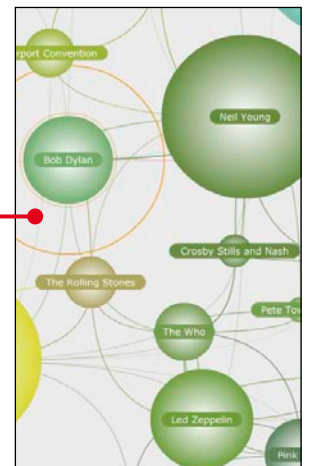 rport Convention
Neil Young
Bob Dylan
Crosby Stills and Nash
The Rolling Stones
Pete Tow
The Who
Led Zeppelin
Pink